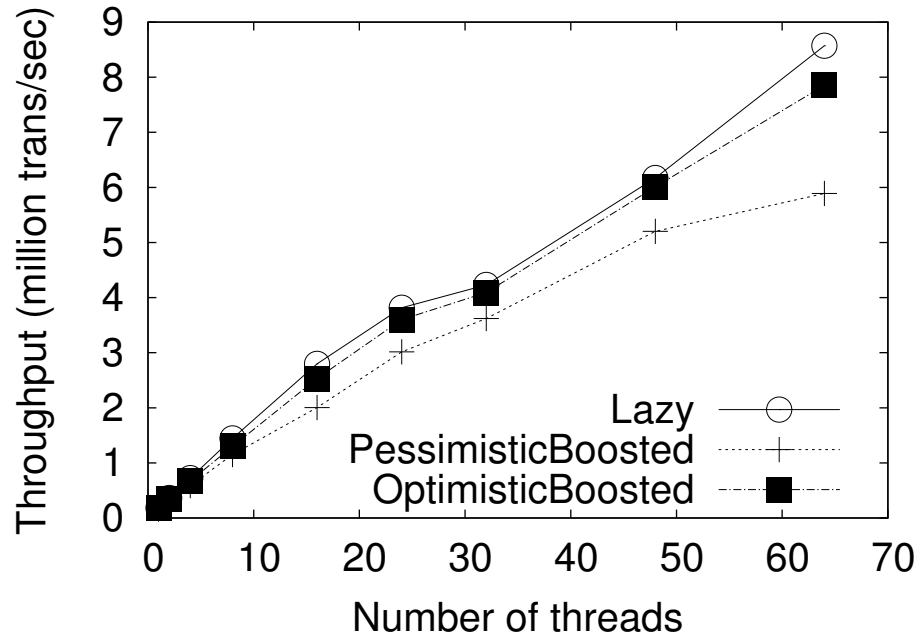 9
8
7
6
5
4
3
2
1
0
Throughput (million trans/sec)
Lazy
PessimisticBoosted
OptimisticBoosted
0 10 20 30 40 50 60 70
Number of threads